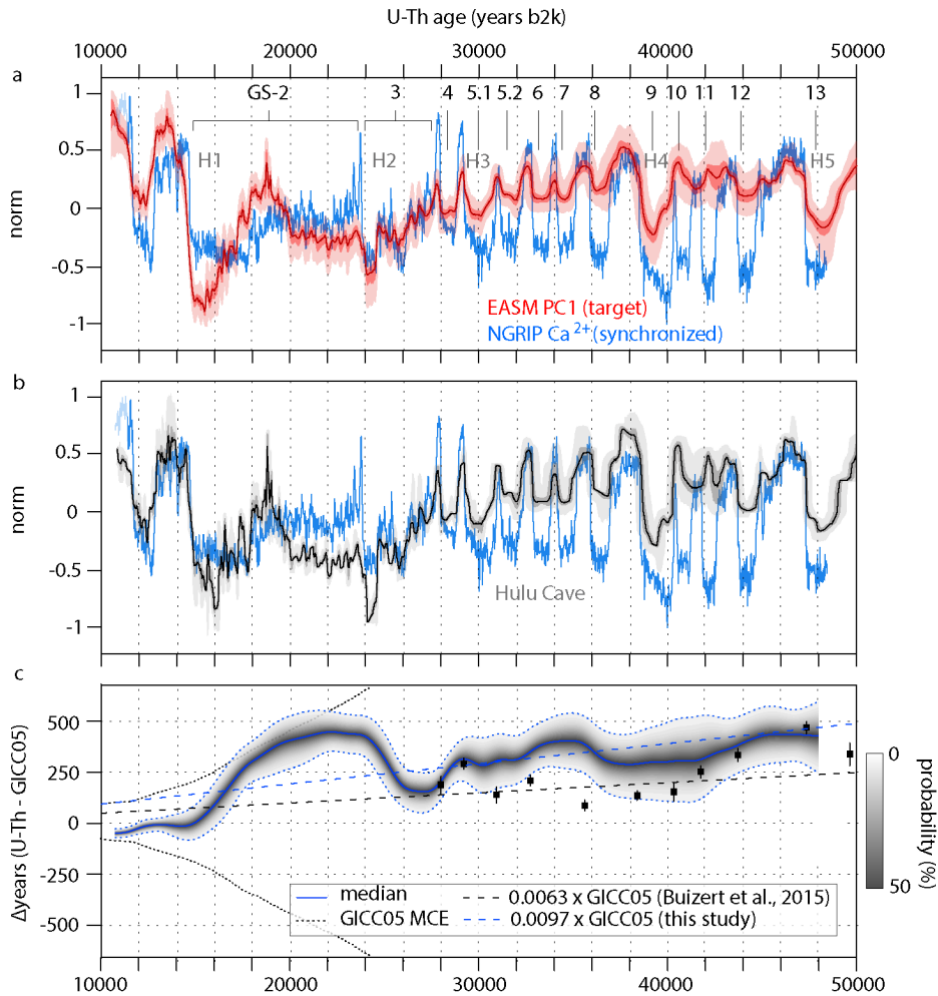 U-Th age (years b2k)
10000 20000 30000 40000 50000
a
GS-2 3 4 5.1 5.2 6 7 8 9 10 11 12 13
1
0.5
0
-0.5
-1
norm
H1 H2 H3 H4 H5
EASM PC1 (target)
NGRIP Ca 2+ (synchronized)
b
1
0.5
0
-0.5
-1
norm
Hulu Cave
c
500
250
0
-250
-500
Δyears (U-Th - GICC05)
median
GICC05 MCE
0.0063 x GICC05 (Buizert et al., 2015)
0.0097 x GICC05 (this study)
0
50
probability (%)
10000 20000 30000 40000 50000